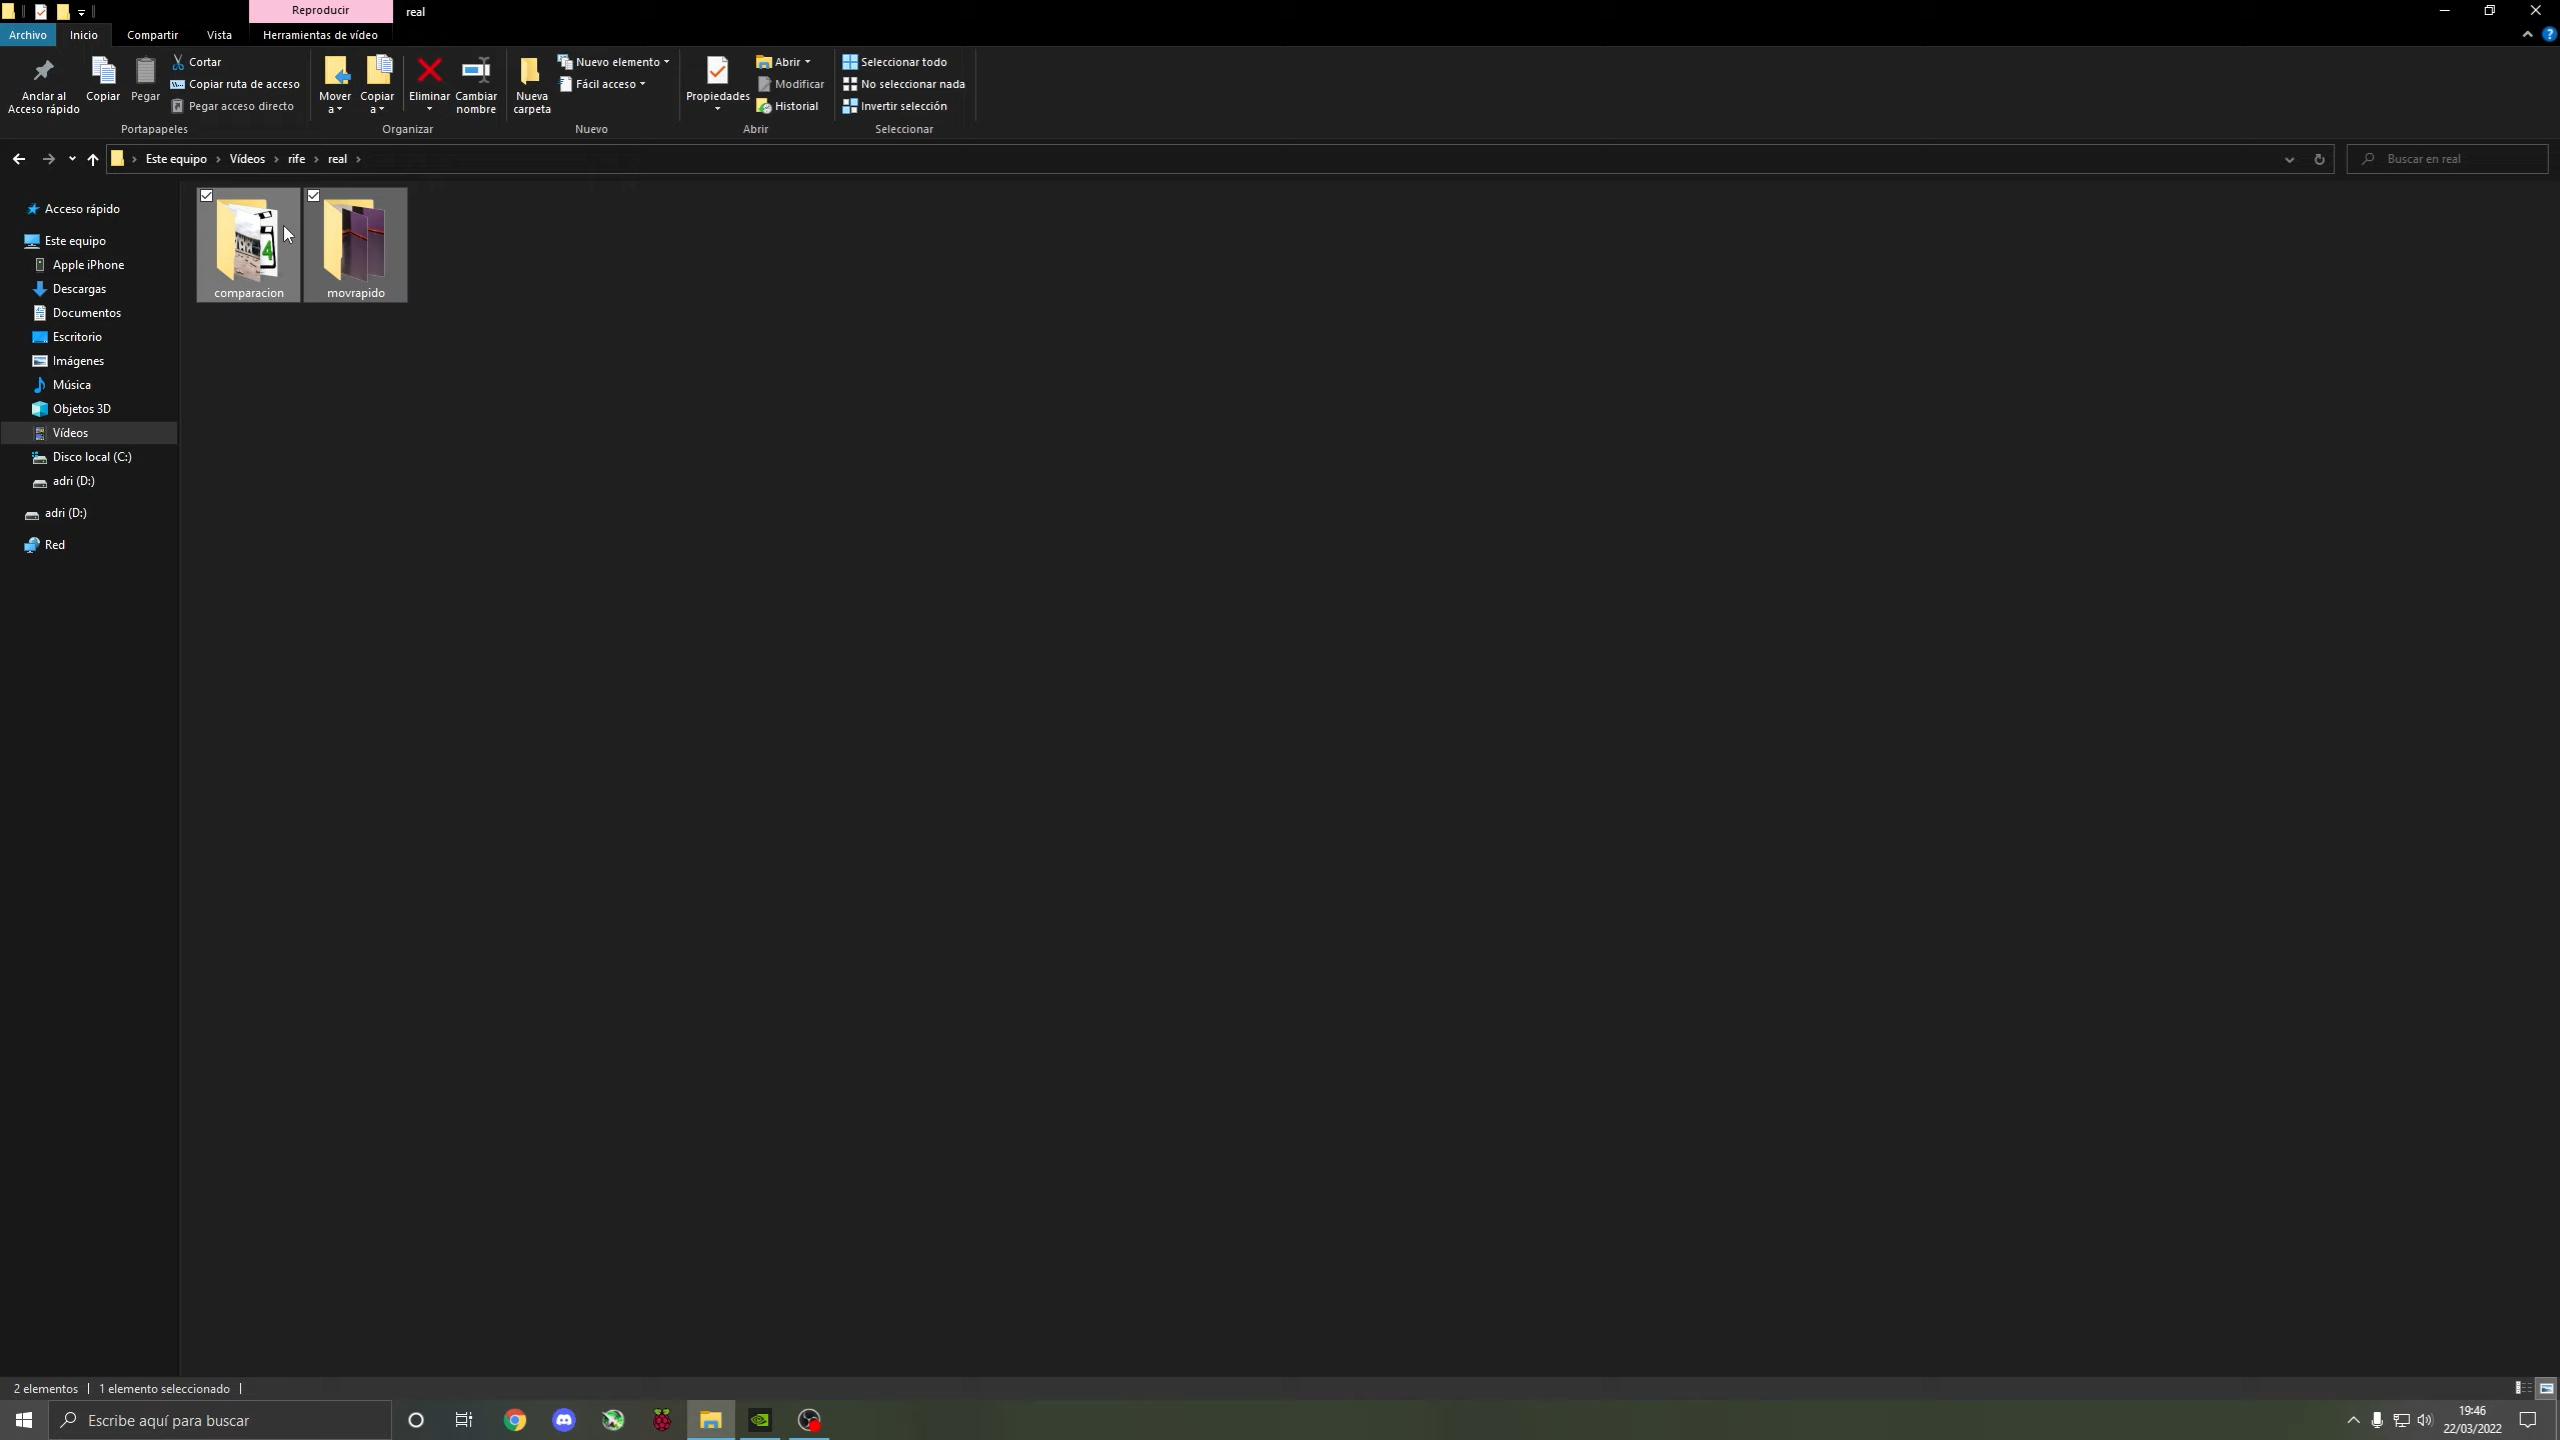 Reproducir
real
Archivo
Inicio
Compartir
Vista
Herramientas de vídeo
Anclar al
Acceso rápido
Copiar
Pegar
Cortar
Copiar ruta de acceso
Pegar acceso directo
Portapapeles
Mover
a
Copiar
a
Eliminar
Cambiar
nombre
Organizar
Nueva
carpeta
Nuevo elemento
Fácil acceso
Nuevo
Propiedades
Abrir
Modificar
Historial
Abrir
Seleccionar todo
No seleccionar nada
Invertir selección
Seleccionar
Este equipo
Vídeos
rife
real
Buscar en real
Acceso rápido
Este equipo
Apple iPhone
Descargas
Documentos
Escritorio
Imágenes
Música
Objetos 3D
Vídeos
Disco local (C:)
adri (D:)
adri (D:)
Red
4
comparacion
movrapido
2 elementos
1 elemento seleccionado
Escribe aquí para buscar
19:46
22/03/2022